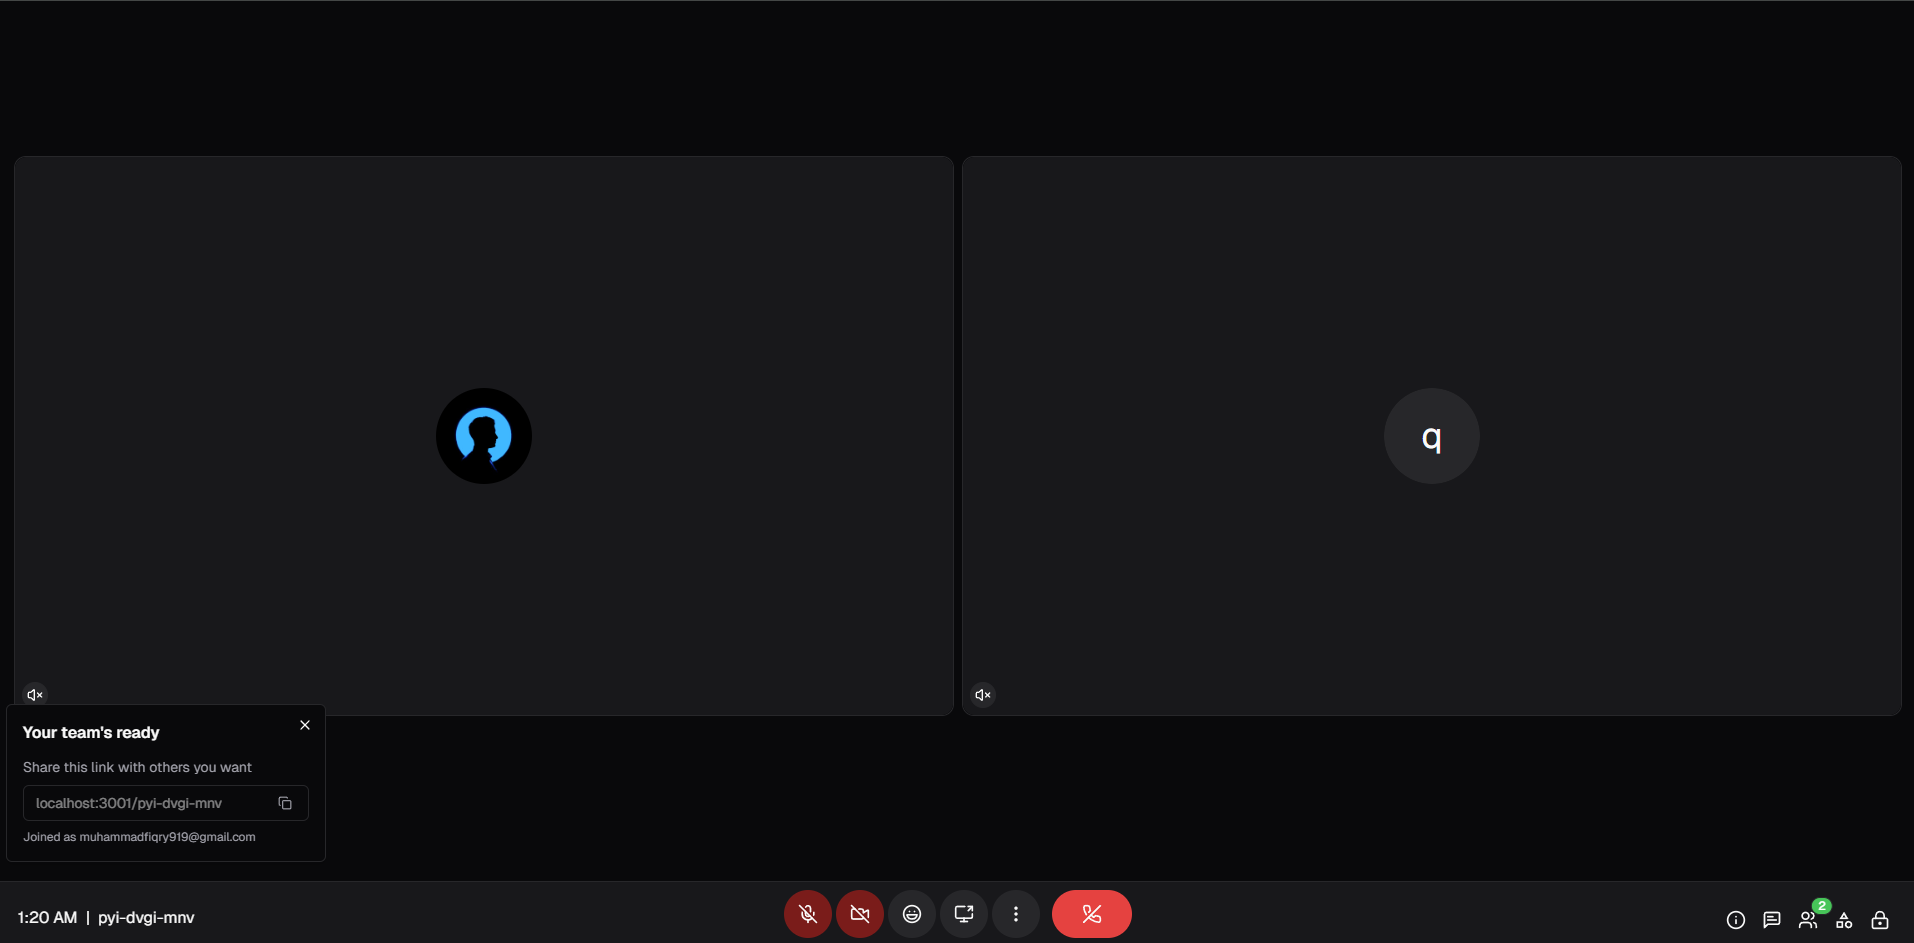 q
Your team's ready
Share this link with others you want
localhost:3001/pyi-dvgi-mnv
Joined as muhammadfiqry919@gmail.com
1:20 AM | pyi-dvgi-mnv
2